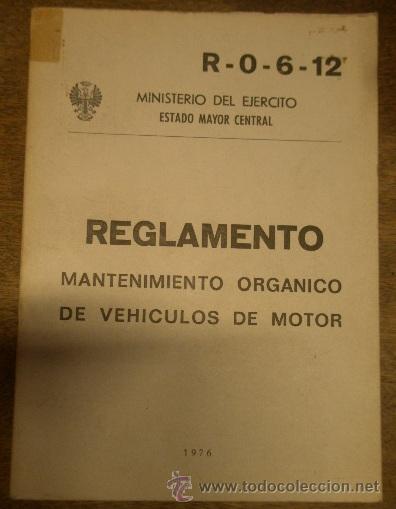 R-0-6-12
MINISTERIO DEL EJERCITO
ESTADO MAYOR CENTRAL
REGLAMENTO
MANTENIMIENTO ORGANICO
DE VEHICULOS DE MOTOR
1976
www.todocoleccion.net